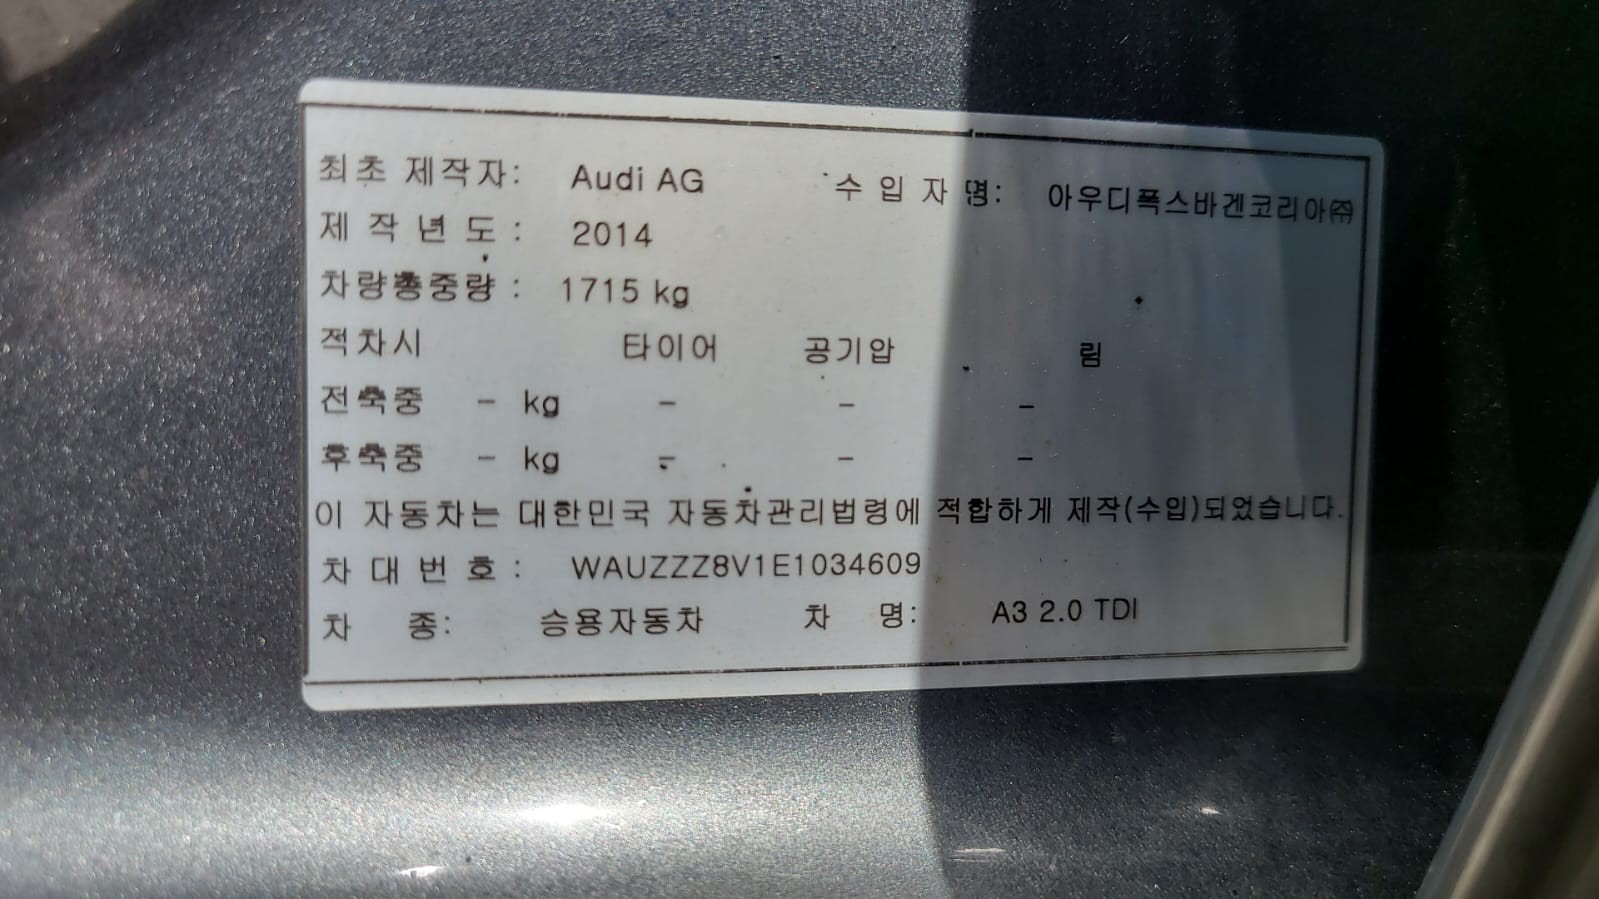 최초 제작자: Audi AG 수 입 자 명: 아우디폭스바겐코리아㈜
제 작 년 도 : 2014
차량총중량 : 1715 kg
적차시 타이어 공기압 림
전축중 - kg - - -
후축중 - kg - - -
이 자동차는 대한민국 자동차관리법령에 적합하게 제작(수입)되었습니다.
차 대 번 호 : WAUZZZ8V1E1034609
차 종: 승용자동차 차 명: A3 2.0 TDI